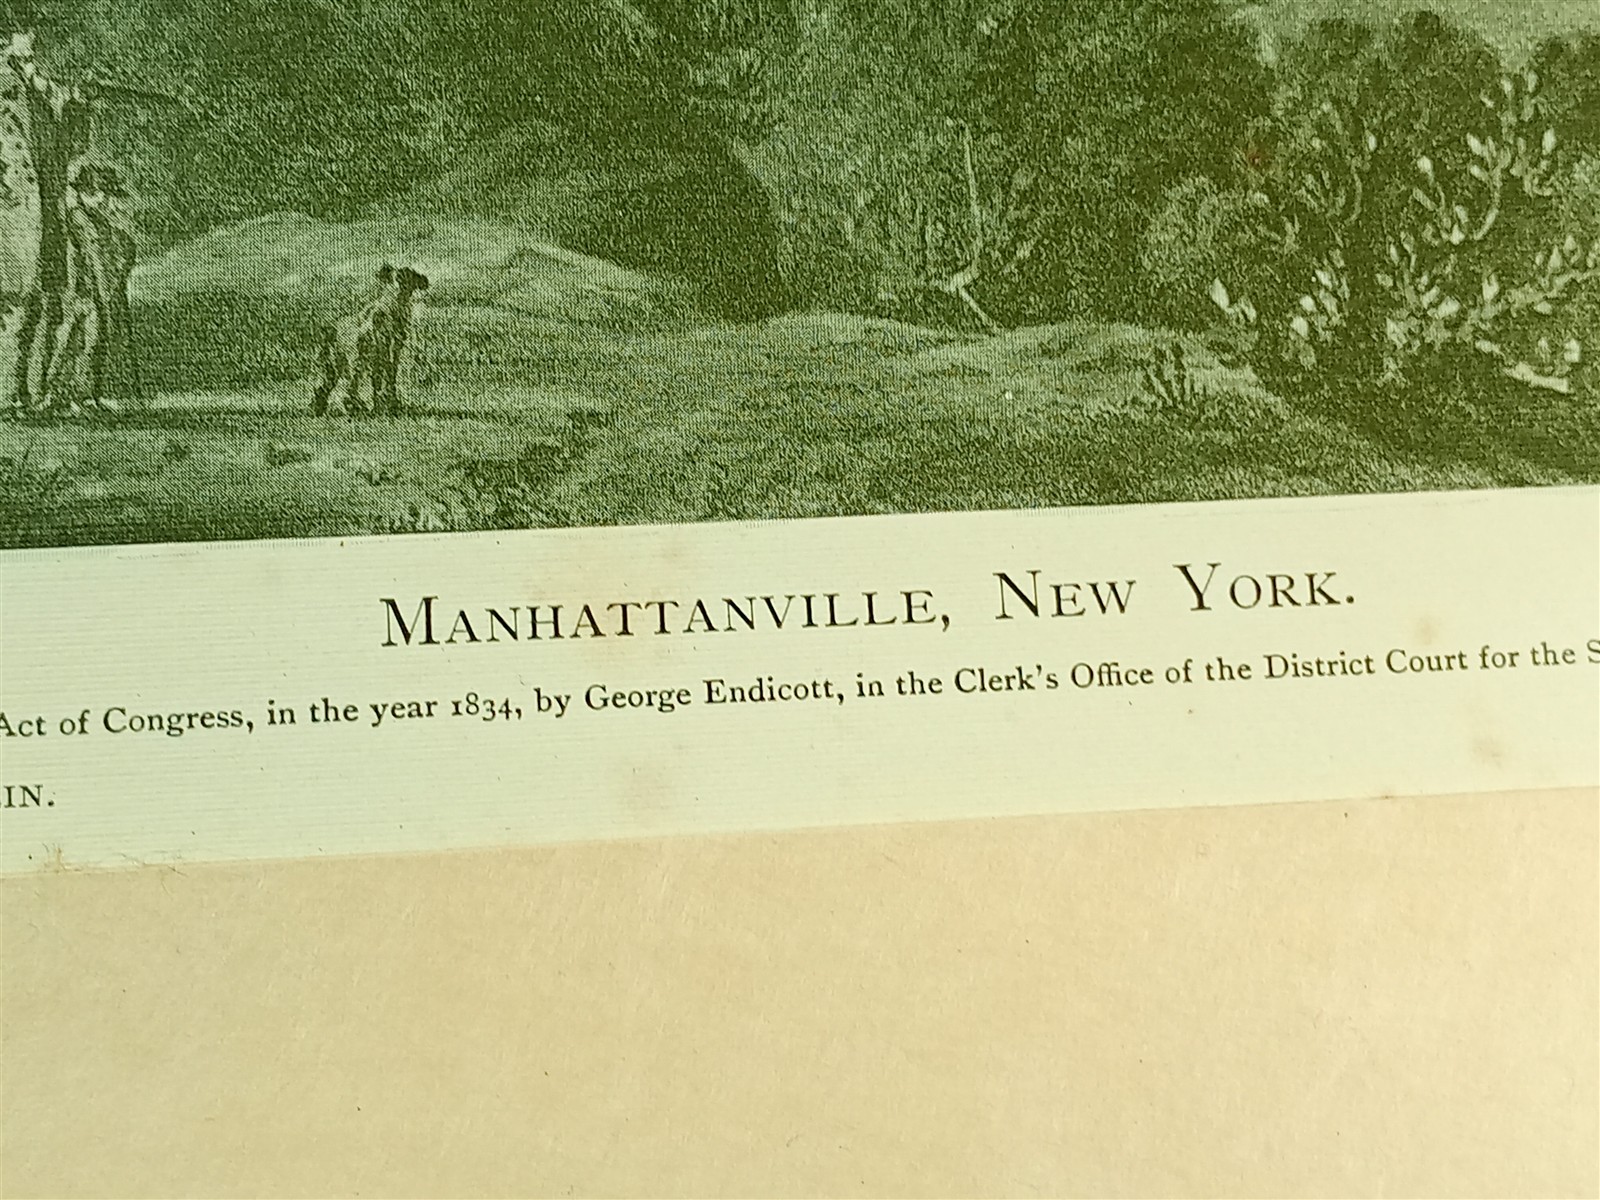 MANHATTANVILLE, NEW YORK.
Act of Congress, in the year 1834, by George Endicott, in the Clerk's Office of the District Court for the S
IN.